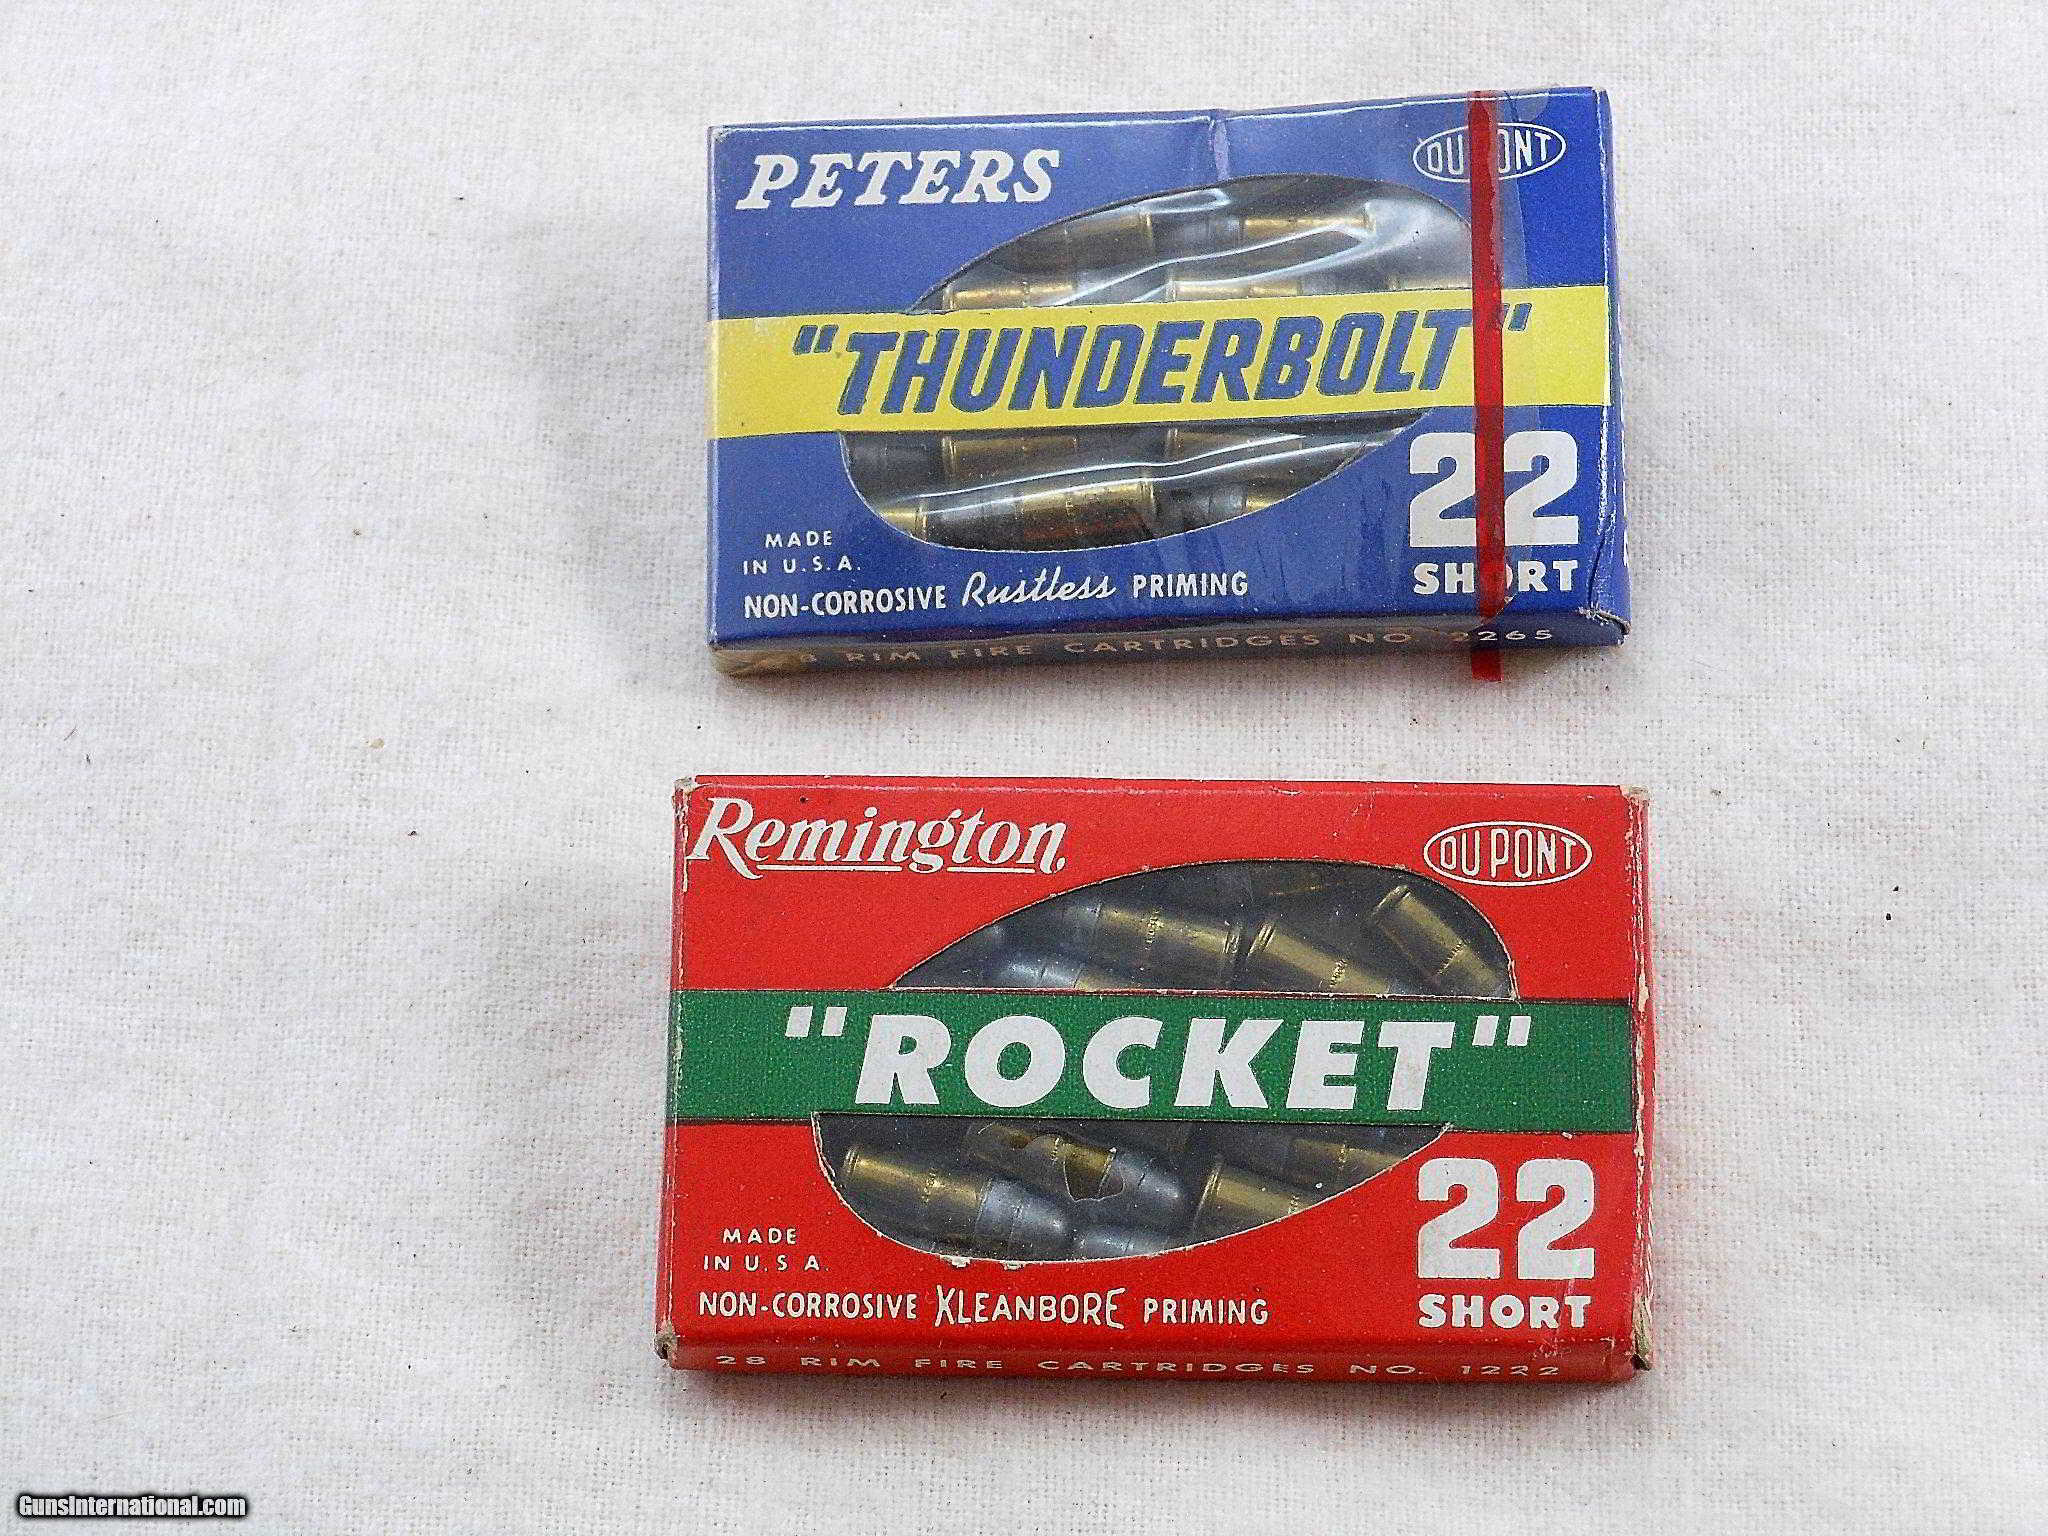 PETERS
DU PONT
"THUNDERBOLT"
22
SHORT
MADE
IN U.S.A.
NON-CORROSIVE Rustless PRIMING
RIM FIRE CARTRIDGES NO. 2265
Remington
DU PONT
"ROCKET"
22
SHORT
MADE
IN U.S A.
NON-CORROSIVE KLEANBORE PRIMING
28 RIM FIRE CARTRIDGES NO. 1222
GunsInternational.com